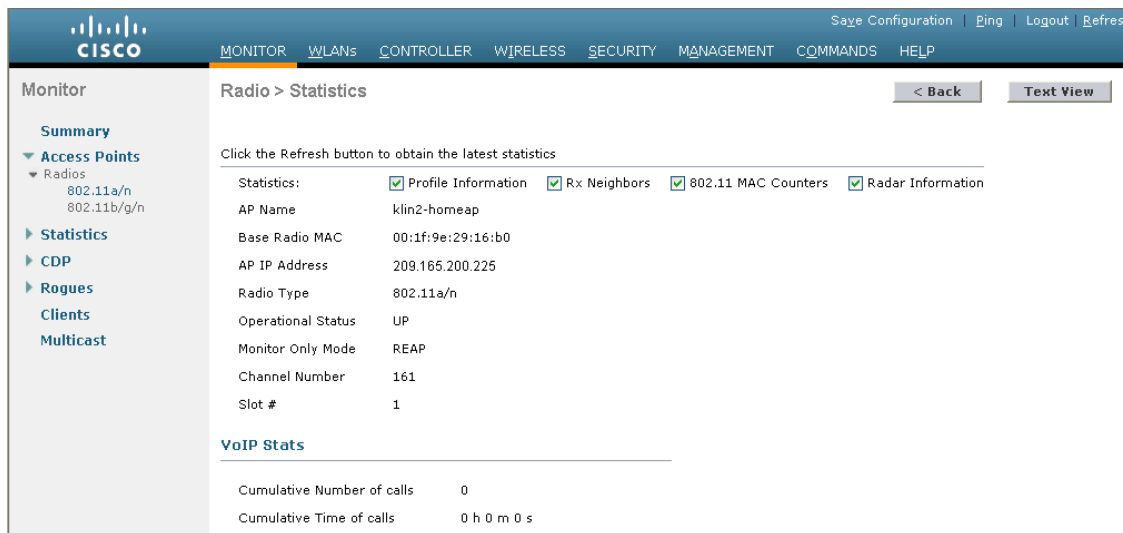 Save Configuration | Ping | Logout | Refres
CISCO
MONITOR WLANs CONTROLLER WIRELESS SECURITY MANAGEMENT COMMANDS HELP
Monitor
Summary
Access Points
Radios
802.11a/n
802.11b/g/n
Statistics
CDP
Rogues
Clients
Multicast
Radio > Statistics
< Back
Text View
Click the Refresh button to obtain the latest statistics
Statistics: Profile Information Rx Neighbors 802.11 MAC Counters Radar Information
AP Name klin2-homeap
Base Radio MAC 00:1f:9e:29:16:b0
AP IP Address 209.165.200.225
Radio Type 802.11a/n
Operational Status UP
Monitor Only Mode REAP
Channel Number 161
Slot # 1
VoIP Stats
Cumulative Number of calls 0
Cumulative Time of calls 0 h 0 m 0 s